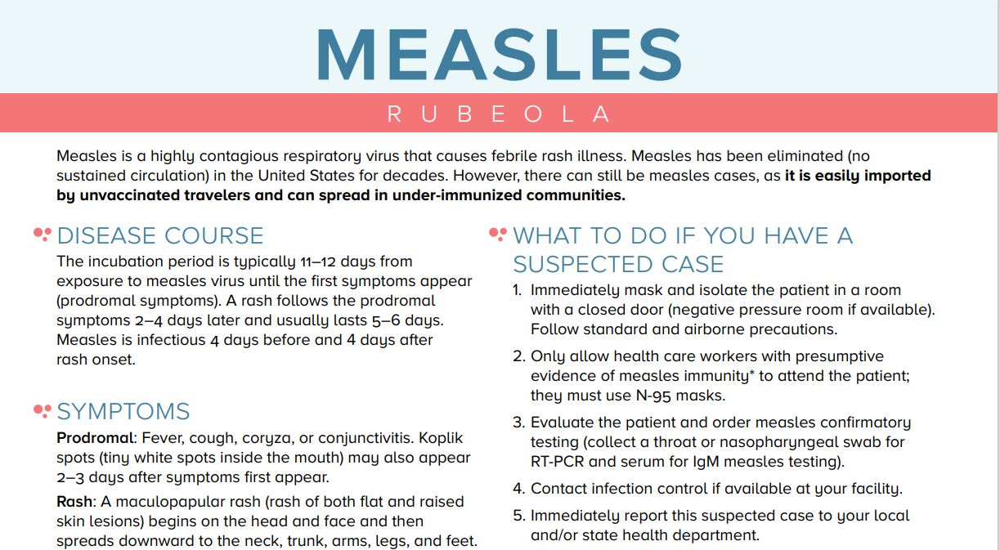 MEASLES
RUBEOLA
Measles is a highly contagious respiratory virus that causes febrile rash illness. Measles has been eliminated (no
sustained circulation) in the United States for decades. However, there can still be measles cases, as it is easily imported
by unvaccinated travelers and can spread in under-immunized communities.
DISEASE COURSE
The incubation period is typically 11–12 days from
exposure to measles virus until the first symptoms appear
(prodromal symptoms). A rash follows the prodromal
symptoms 2–4 days later and usually lasts 5–6 days.
Measles is infectious 4 days before and 4 days after
rash onset.
SYMPTOMS
Prodromal: Fever, cough, coryza, or conjunctivitis. Koplik
spots (tiny white spots inside the mouth) may also appear
2–3 days after symptoms first appear.
Rash: A maculopapular rash (rash of both flat and raised
skin lesions) begins on the head and face and then
spreads downward to the neck, trunk, arms, legs, and feet.
WHAT TO DO IF YOU HAVE A
SUSPECTED CASE
1. Immediately mask and isolate the patient in a room
with a closed door (negative pressure room if available).
Follow standard and airborne precautions.
2. Only allow health care workers with presumptive
evidence of measles immunity* to attend the patient;
they must use N-95 masks.
3. Evaluate the patient and order measles confirmatory
testing (collect a throat or nasopharyngeal swab for
RT-PCR and serum for IgM measles testing).
4. Contact infection control if available at your facility.
5. Immediately report this suspected case to your local
and/or state health department.